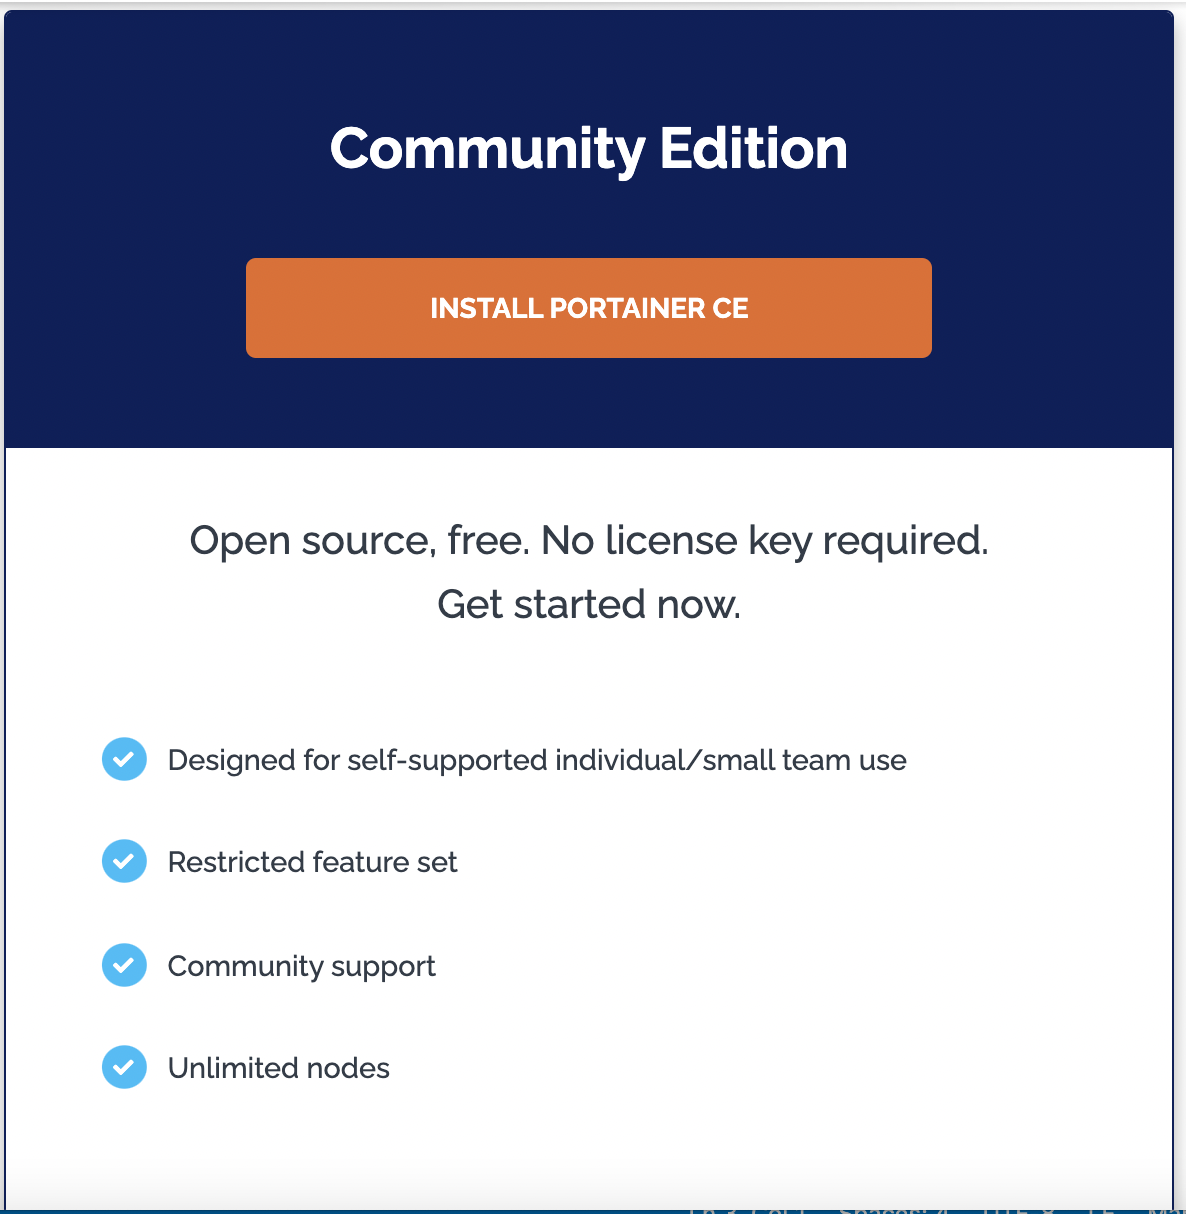 Community Edition
INSTALL PORTAINER CE
Open source, free. No license key required.
Get started now.
Designed for self-supported individual/small team use
Restricted feature set
Community support
Unlimited nodes